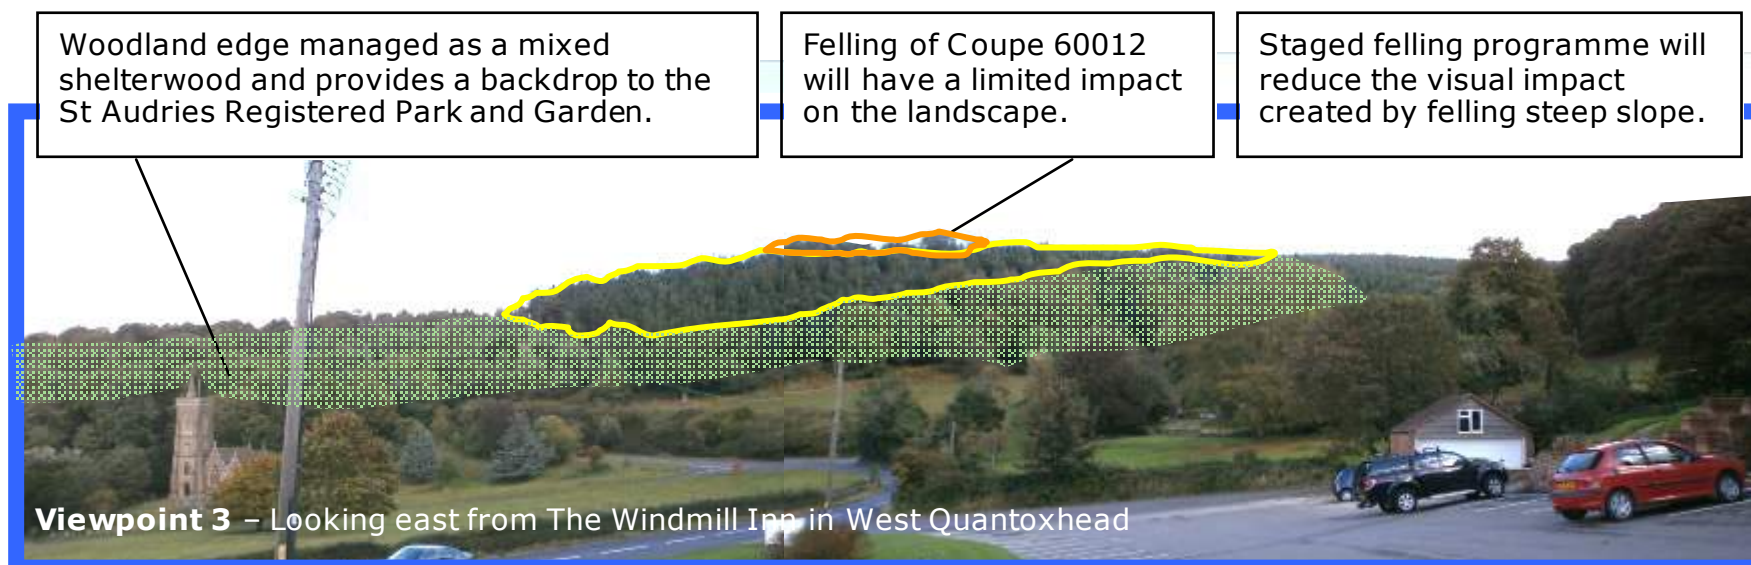 Woodland edge managed as a mixed
shelterwood and provides a backdrop to the
St Audries Registered Park and Garden.
Felling of Coupe 60012
will have a limited impact
on the landscape.
Staged felling programme will
reduce the visual impact
created by felling steep slope.
Viewpoint 3 – Looking east from The Windmill Inn in West Quantoxhead